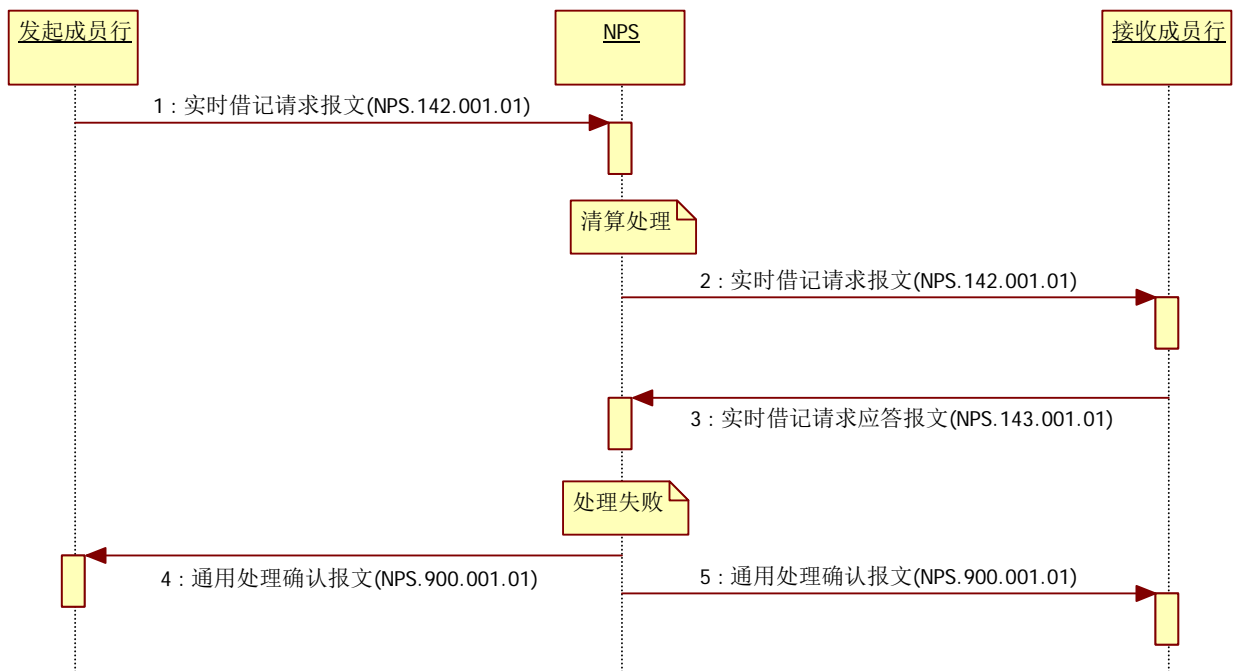 发起成员行
NPS
接收成员行
1 : 实时借记请求报文(NPS.142.001.01)
清算处理
2 : 实时借记请求报文(NPS.142.001.01)
3 : 实时借记请求应答报文(NPS.143.001.01)
处理失败
4 : 通用处理确认报文(NPS.900.001.01)
5 : 通用处理确认报文(NPS.900.001.01)